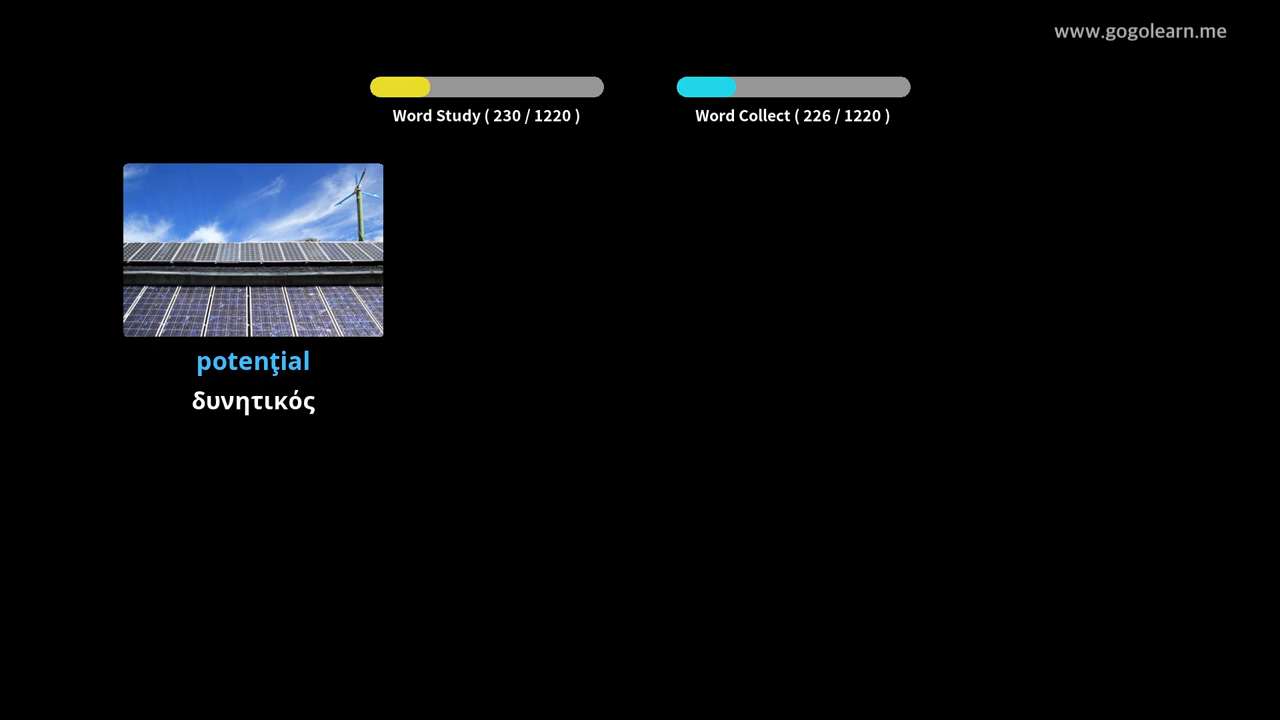 www.gogolearn.me
Word Study ( 230 / 1220 )
Word Collect ( 226 / 1220 )
potenţial
δυνητικός